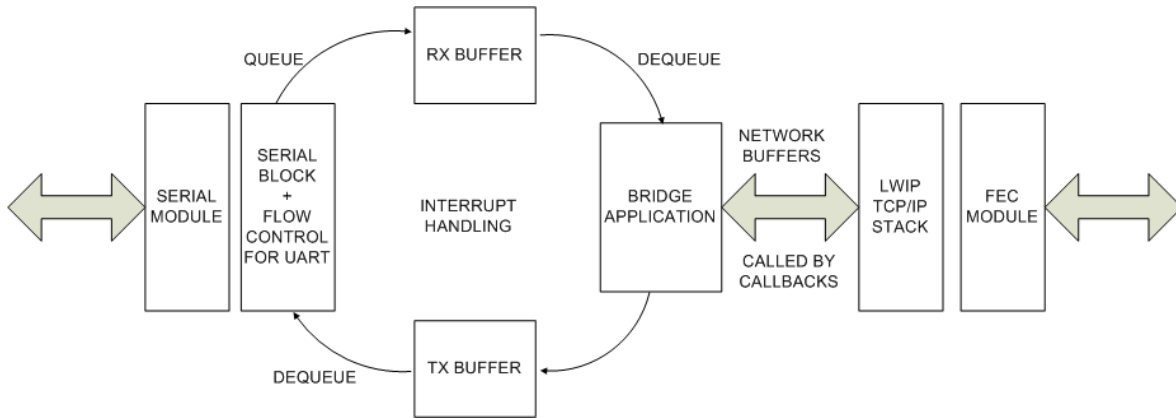 RX BUFFER
QUEUE
DEQUEUE
SERIAL
MODULE
SERIAL
BLOCK
+
FLOW
CONTROL
FOR UART
INTERRUPT
HANDLING
BRIDGE
APPLICATION
NETWORK
BUFFERS
CALLED BY
CALLBACKS
LWIP
TCP/IP
STACK
FEC
MODULE
DEQUEUE
TX BUFFER